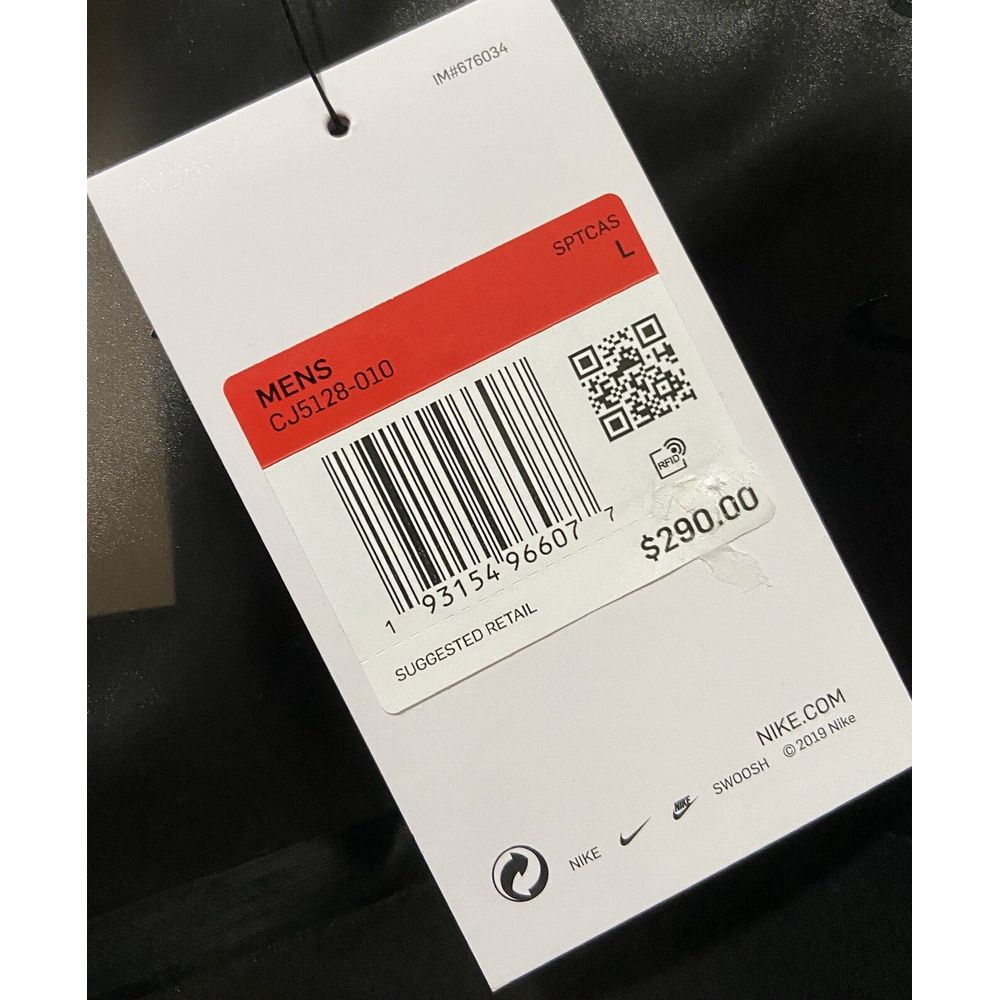 IM#676034
SPTCAS
L
MENS
CJ5128-010
RFID
1 93154 96607 7
$290.00
SUGGESTED RETAIL
NIKE.COM
© 2019 Nike
NIKE NIKE SWOOSH